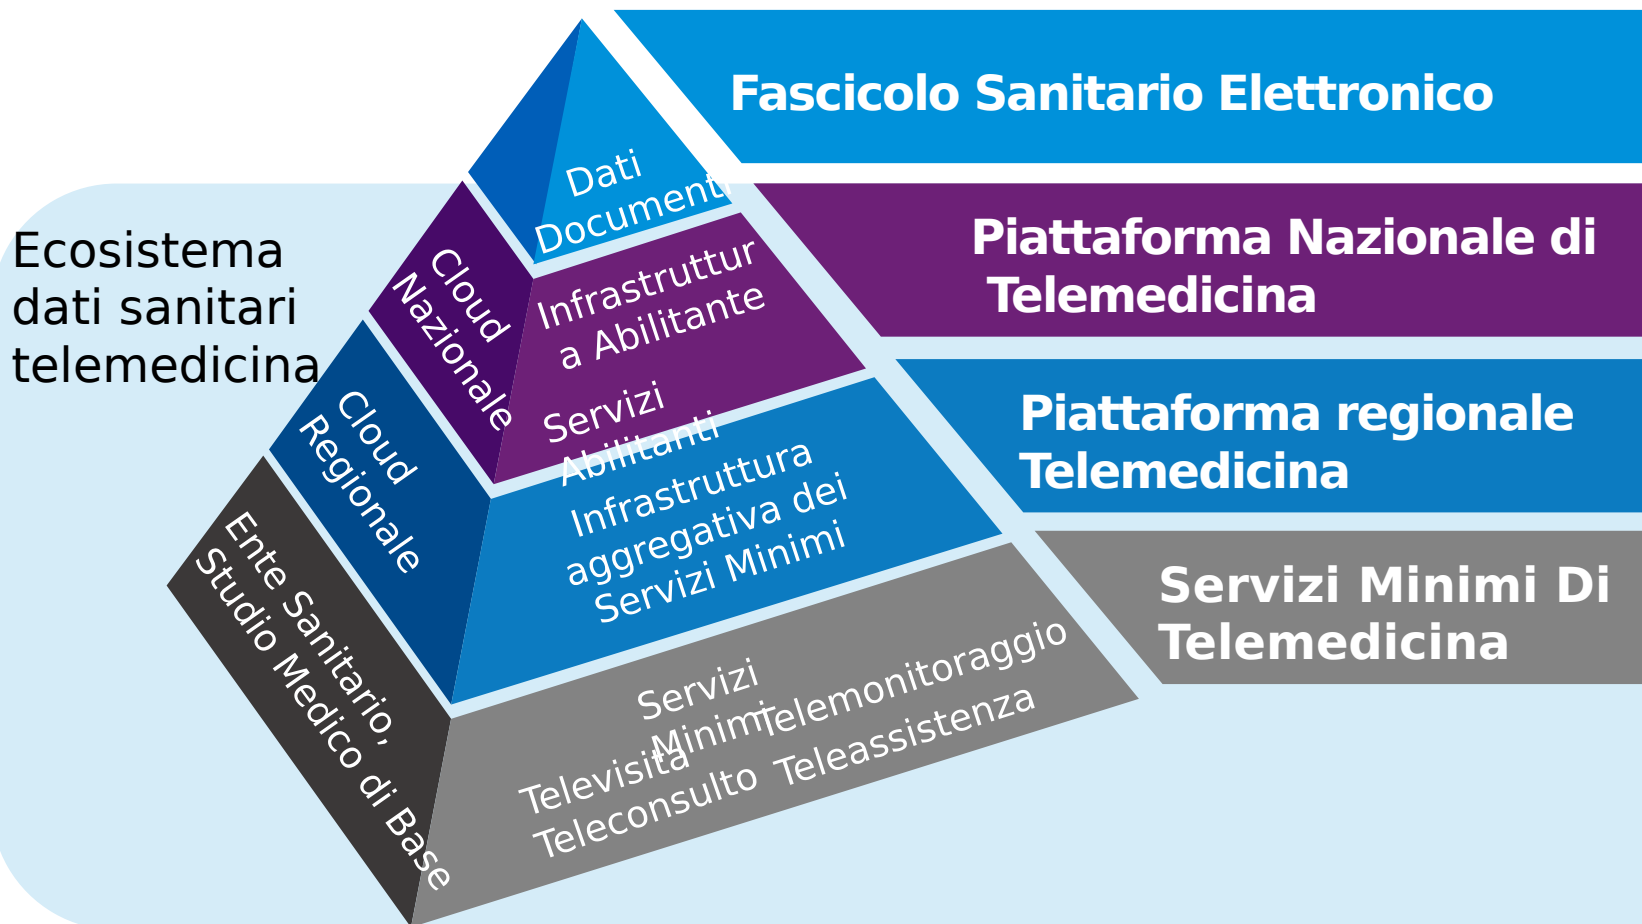 Fascicolo Sanitario Elettronico
Dati
Documenti
Piattaforma Nazionale di
Telemedicina
Ecosistema
dati sanitari
telemedicina
Cloud
Nazionale
Infrastruttur
a Abilitante
Servizi
Abilitanti
Piattaforma regionale
Telemedicina
Cloud
Regionale
Infrastruttura
aggregativa dei
Servizi Minimi
Servizi Minimi Di
Telemedicina
Ente Sanitario,
Studio Medico di Base
Servizi
Minimi
Telemonitoraggio
Televisita
Teleassistenza
Teleconsulto